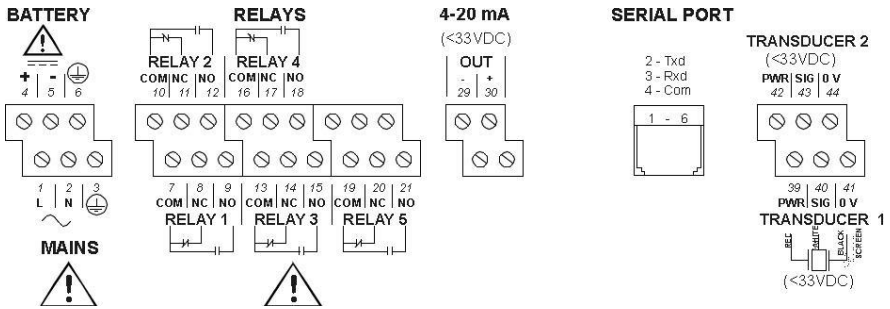 BATTERY
RELAYS
4-20 mA
(<33VDC)
SERIAL PORT
TRANSDUCER 2
(<33VDC)
RELAY 2
RELAY 4
OUT
2 - Txd
3 - Rxd
4 - Com
+ -
COM NC NO
COM NC NO
- +
PWR SIG 0 V
4 5 6
10 11 12
16 17 18
29 30
42 43 44
1 - 6
1 2 3
7 8 9
13 14 15
19 20 21
39 40 41
L N
COM NC NO
COM NC NO
COM NC NO
PWR SIG 0 V
RELAY 1
RELAY 3
RELAY 5
TRANSDUCER 1
MAINS
RED
WHITE
BLACK
SCREEN
(<33VDC)